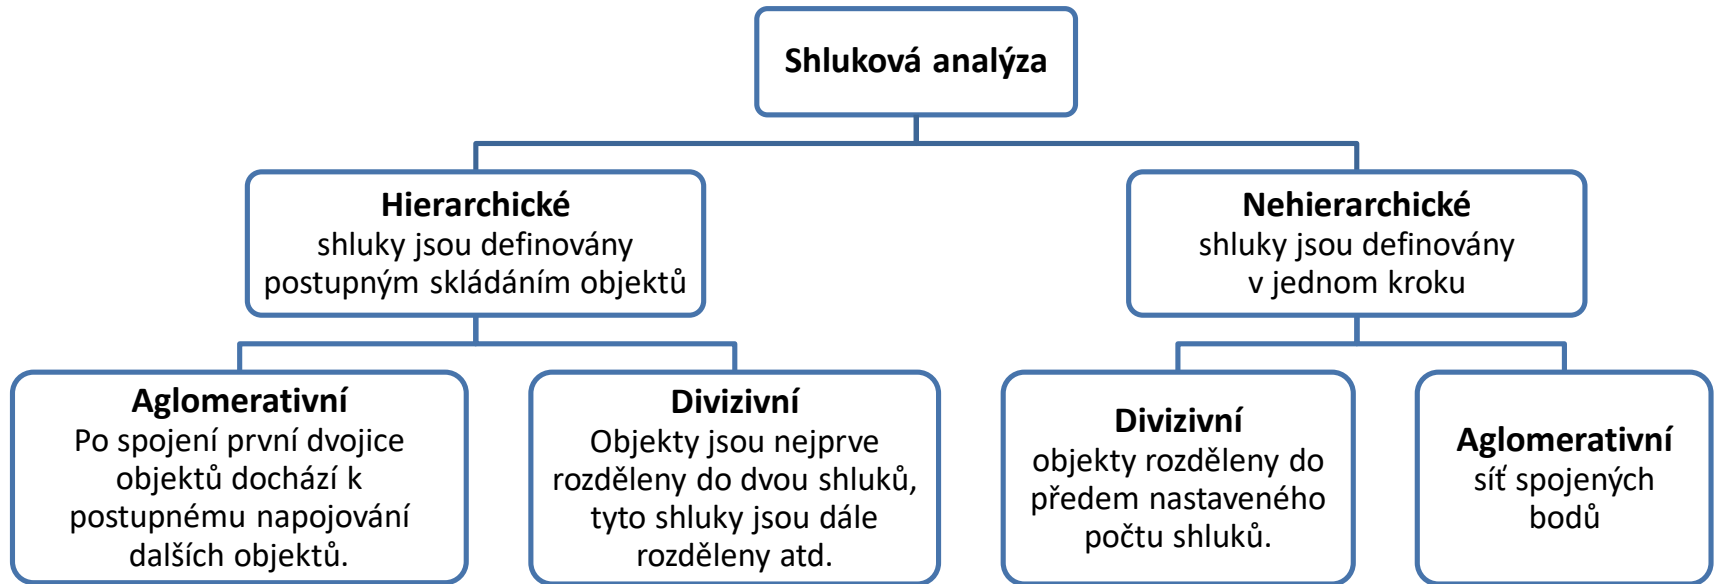 Shluková analýza
Hierarchické
shluky jsou definovány
postupným skládáním objektů
Nehierarchické
shluky jsou definovány
v jednom kroku
Aglomerativní
Po spojení první dvojice
objektů dochází k
postupnému napojování
dalších objektů.
Divizivní
Objekty jsou nejprve
rozděleny do dvou shluků,
tyto shluky jsou dále
rozděleny atd.
Divizivní
objekty rozděleny do
předem nastaveného
počtu shluků.
Aglomerativní
síť spojených
bodů